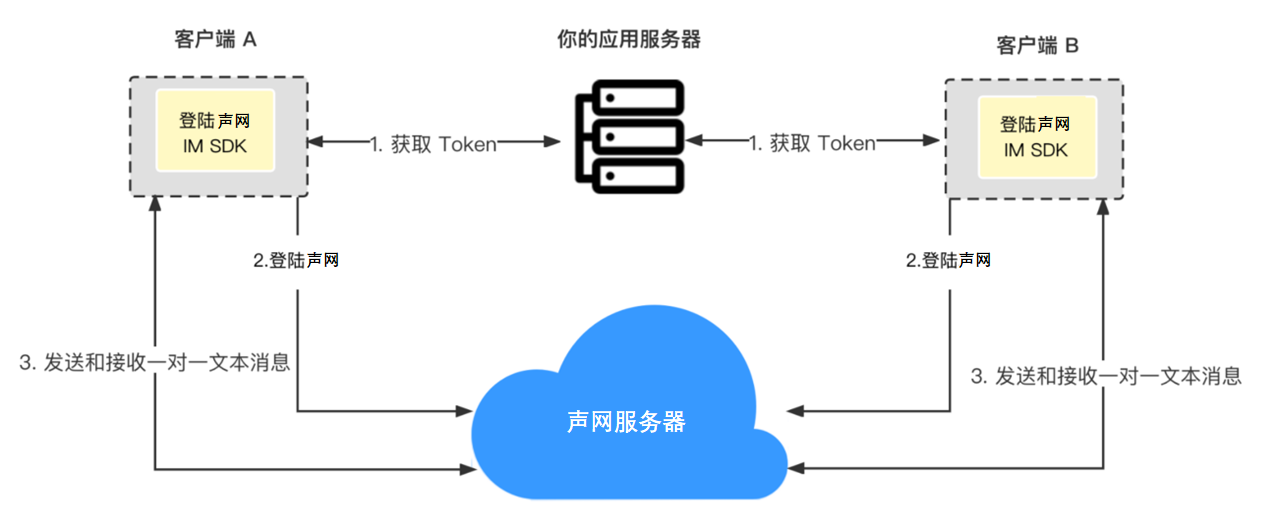 客户端 A
你的应用服务器
客户端 B
登陆声网
IM SDK
登陆声网
IM SDK
1. 获取 Token
1. 获取 Token
2.登陆声网
2.登陆声网
3. 发送和接收一对一文本消息
3. 发送和接收一对一文本消息
声网服务器